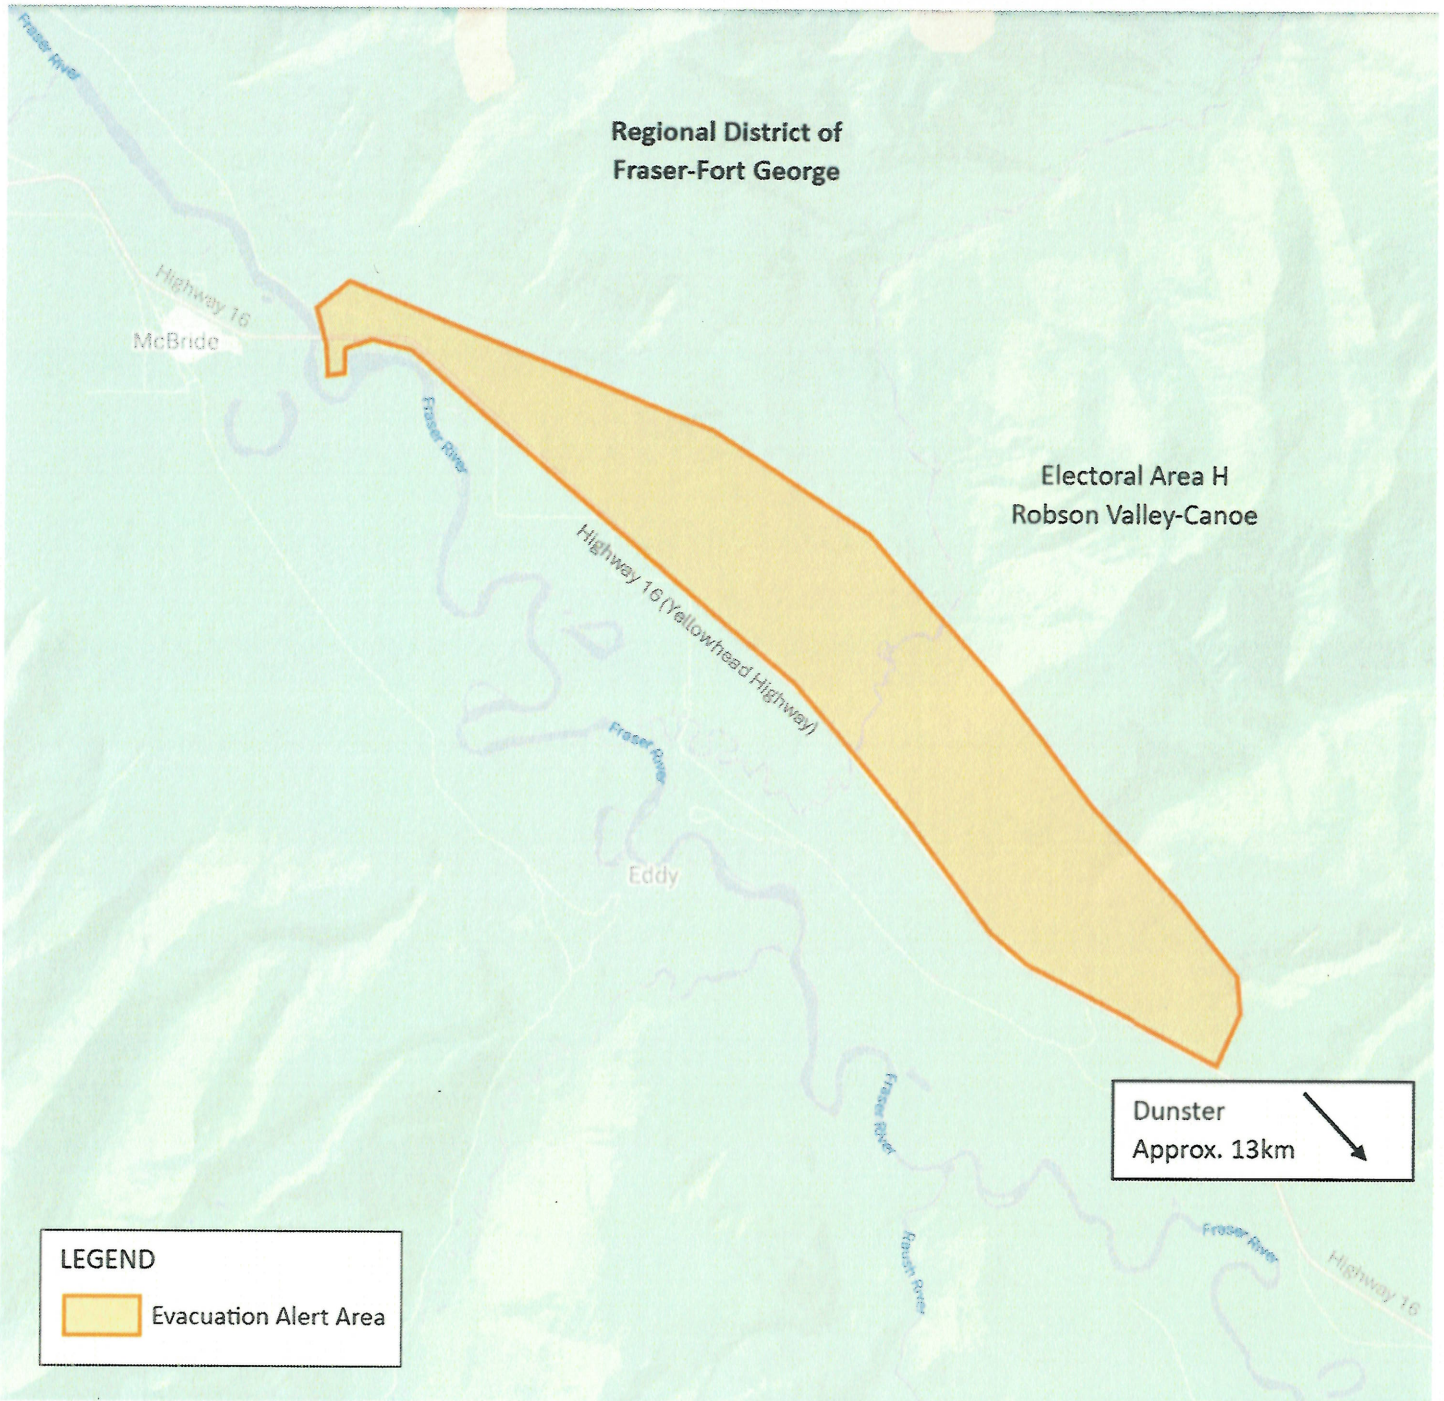 Fraser River
Regional District of
Fraser-Fort George
Highway 16
McBride
Fraser River
Electoral Area H
Robson Valley-Canoe
Highway 16 (Yellowhead Highway)
Fraser River
Eddy
Fraser River
Dunster
Approx. 13km
Raush River
Fraser River
Highway 16
LEGEND
Evacuation Alert Area